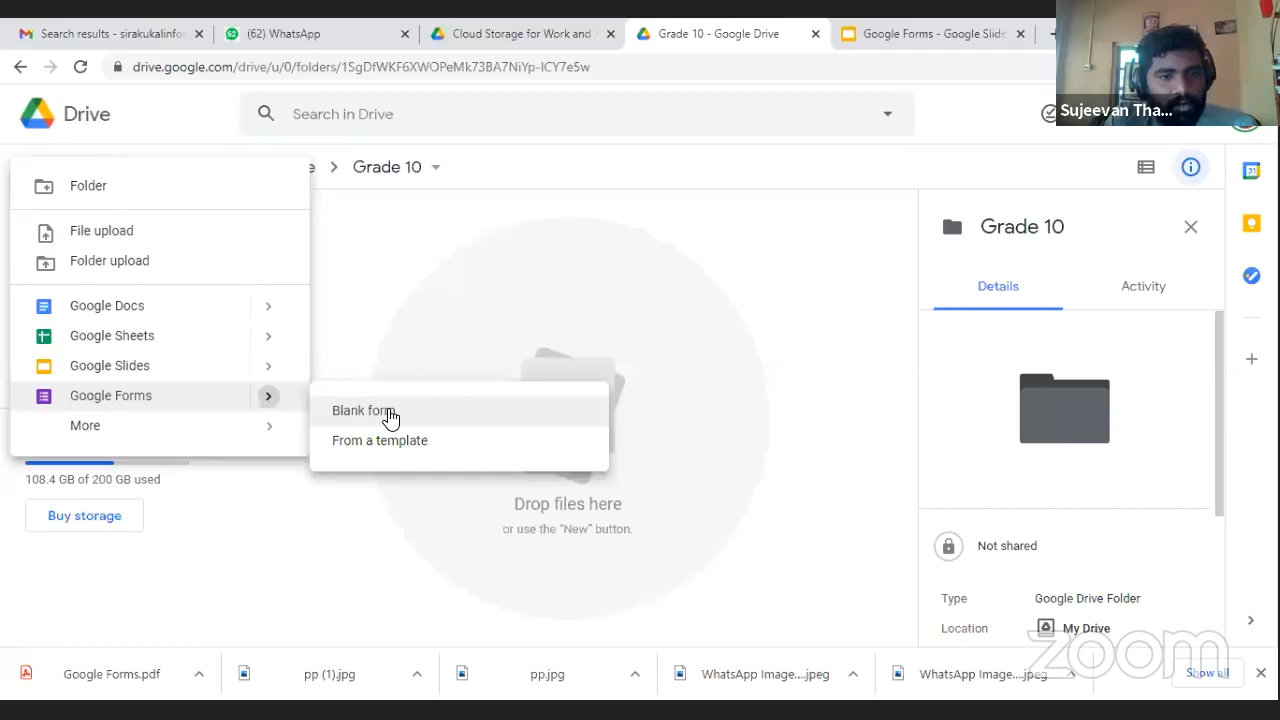 Search results - sirakukalinfo
(62) WhatsApp
Cloud Storage for Work and
Grade 10 - Google Drive
Google Forms - Google Slide
drive.google.com/drive/u/0/folders/1SgDfWKF6XWOPeMk73BA7NiYp-ICY7e5w
Sujeevan Tha...
Drive
Search in Drive
Grade 10
Folder
File upload
Folder upload
Google Docs
Google Sheets
Google Slides
Google Forms
More
Blank form
From a template
108.4 GB of 200 GB used
Buy storage
Drop files here
or use the "New" button.
Grade 10
Details
Activity
Not shared
Type
Google Drive Folder
Location
My Drive
31
zoom
Google Forms.pdf
pp (1).jpg
pp.jpg
WhatsApp Image....jpeg
WhatsApp Image....jpeg
Show all